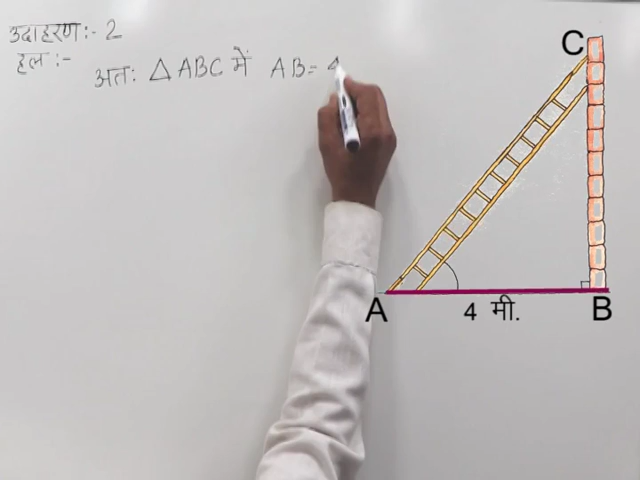 उदाहरण:- 2
हल :-
अतः △ABC में AB= 4
C
A
4 मी.
B